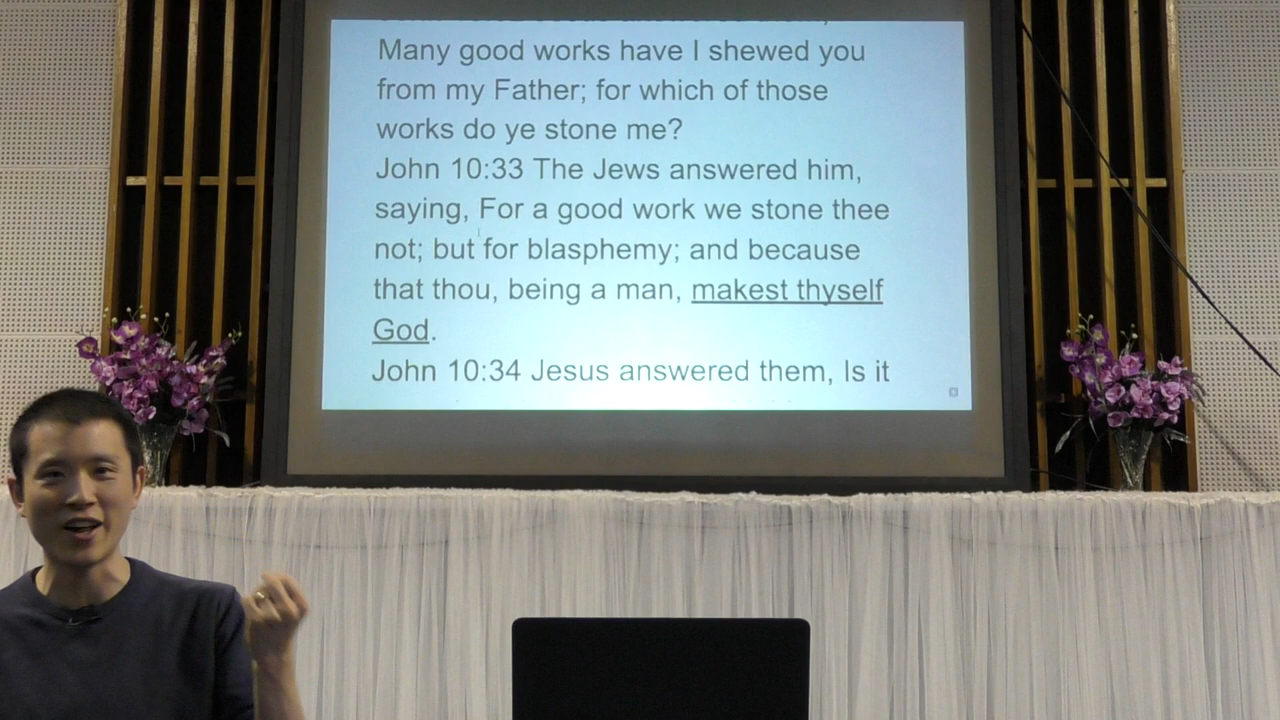 Many good works have I shewed you
from my Father; for which of those
works do ye stone me?
John 10:33 The Jews answered him,
saying, For a good work we stone thee
not; but for blasphemy; and because
that thou, being a man, makest thyself
God.
John 10:34 Jesus answered them, Is it